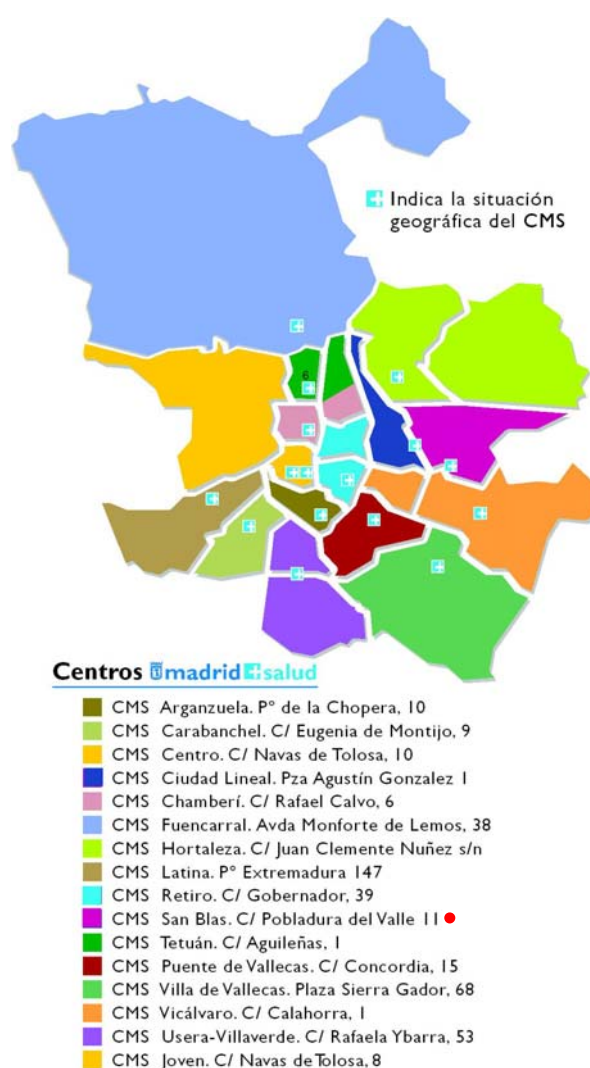 Indica la situación
geográfica del CMS
6
Centros madrid salud
CMS Arganzuela. Pº de la Chopera, 10
CMS Carabanchel. C/ Eugenia de Montijo, 9
CMS Centro. C/ Navas de Tolosa, 10
CMS Ciudad Lineal. Pza Agustín Gonzalez 1
CMS Chamberí. C/ Rafael Calvo, 6
CMS Fuencarral. Avda Monforte de Lemos, 38
CMS Hortaleza. C/ Juan Clemente Nuñez s/n
CMS Latina. Pº Extremadura 147
CMS Retiro. C/ Gobernador, 39
CMS San Blas. C/ Pobladura del Valle 11
CMS Tetuán. C/ Aguileñas, 1
CMS Puente de Vallecas. C/ Concordia, 15
CMS Villa de Vallecas. Plaza Sierra Gador, 68
CMS Vicálvaro. C/ Calahorra, 1
CMS Usera-Villaverde. C/ Rafaela Ybarra, 53
CMS Joven. C/ Navas de Tolosa, 8